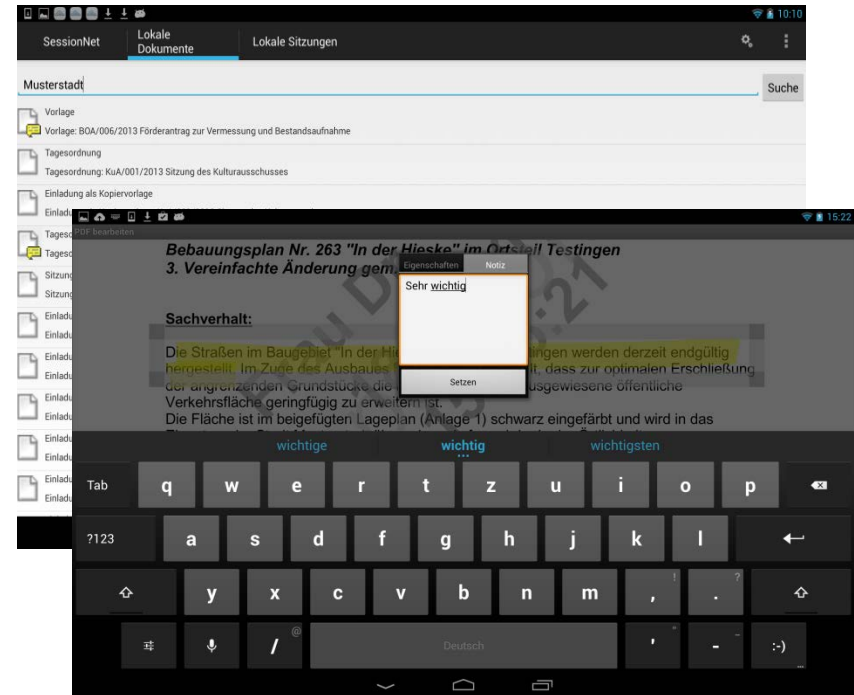 10:10
SessionNet
Lokale
Dokumente
Lokale Sitzungen
Musterstadt
Suche
Vorlage
Vorlage: BOA/006/2013 Förderantrag zur Vermessung und Bestandsaufnahme
Tagesordnung
Tagesordnung: KuA/001/2013 Sitzung des Kulturausschusses
Einladung als Kopiervorlage
15:22
PDF bearbeiten
Bebauungsplan Nr. 263 "In der Hieske" im Ortsteil Testingen
3. Vereinfachte Änderung gem.
Eigenschaften Notiz
Sehr wichtig
Setzen
Sachverhalt:
Die Straßen im Baugebiet "In der ingen werden derzeit endgültig
hergestellt. Im Zuge des Ausbaues dass zur optimalen Erschließung
der angrenzenden Grundstücke die ausgewiesene öffentliche
Verkehrsfläche geringfügig zu erweitern ist.
Die Fläche ist im beigefügten Lageplan (Anlage 1) schwarz eingefärbt und wird in das
wichtige wichtig wichtigsten
Tab q w e r t z u i o p
?123 a s d f g h j k l
y x c v b n m , ! . ?
/ @ Deutsch ' " - _ :-)